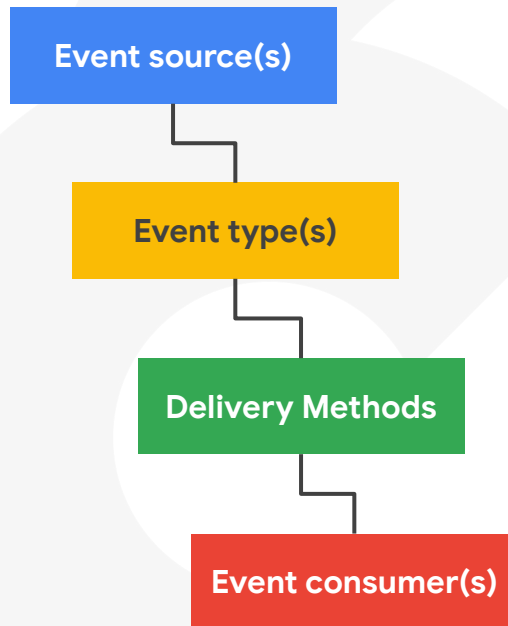 Event source(s)
Event type(s)
Delivery Methods
Event consumer(s)